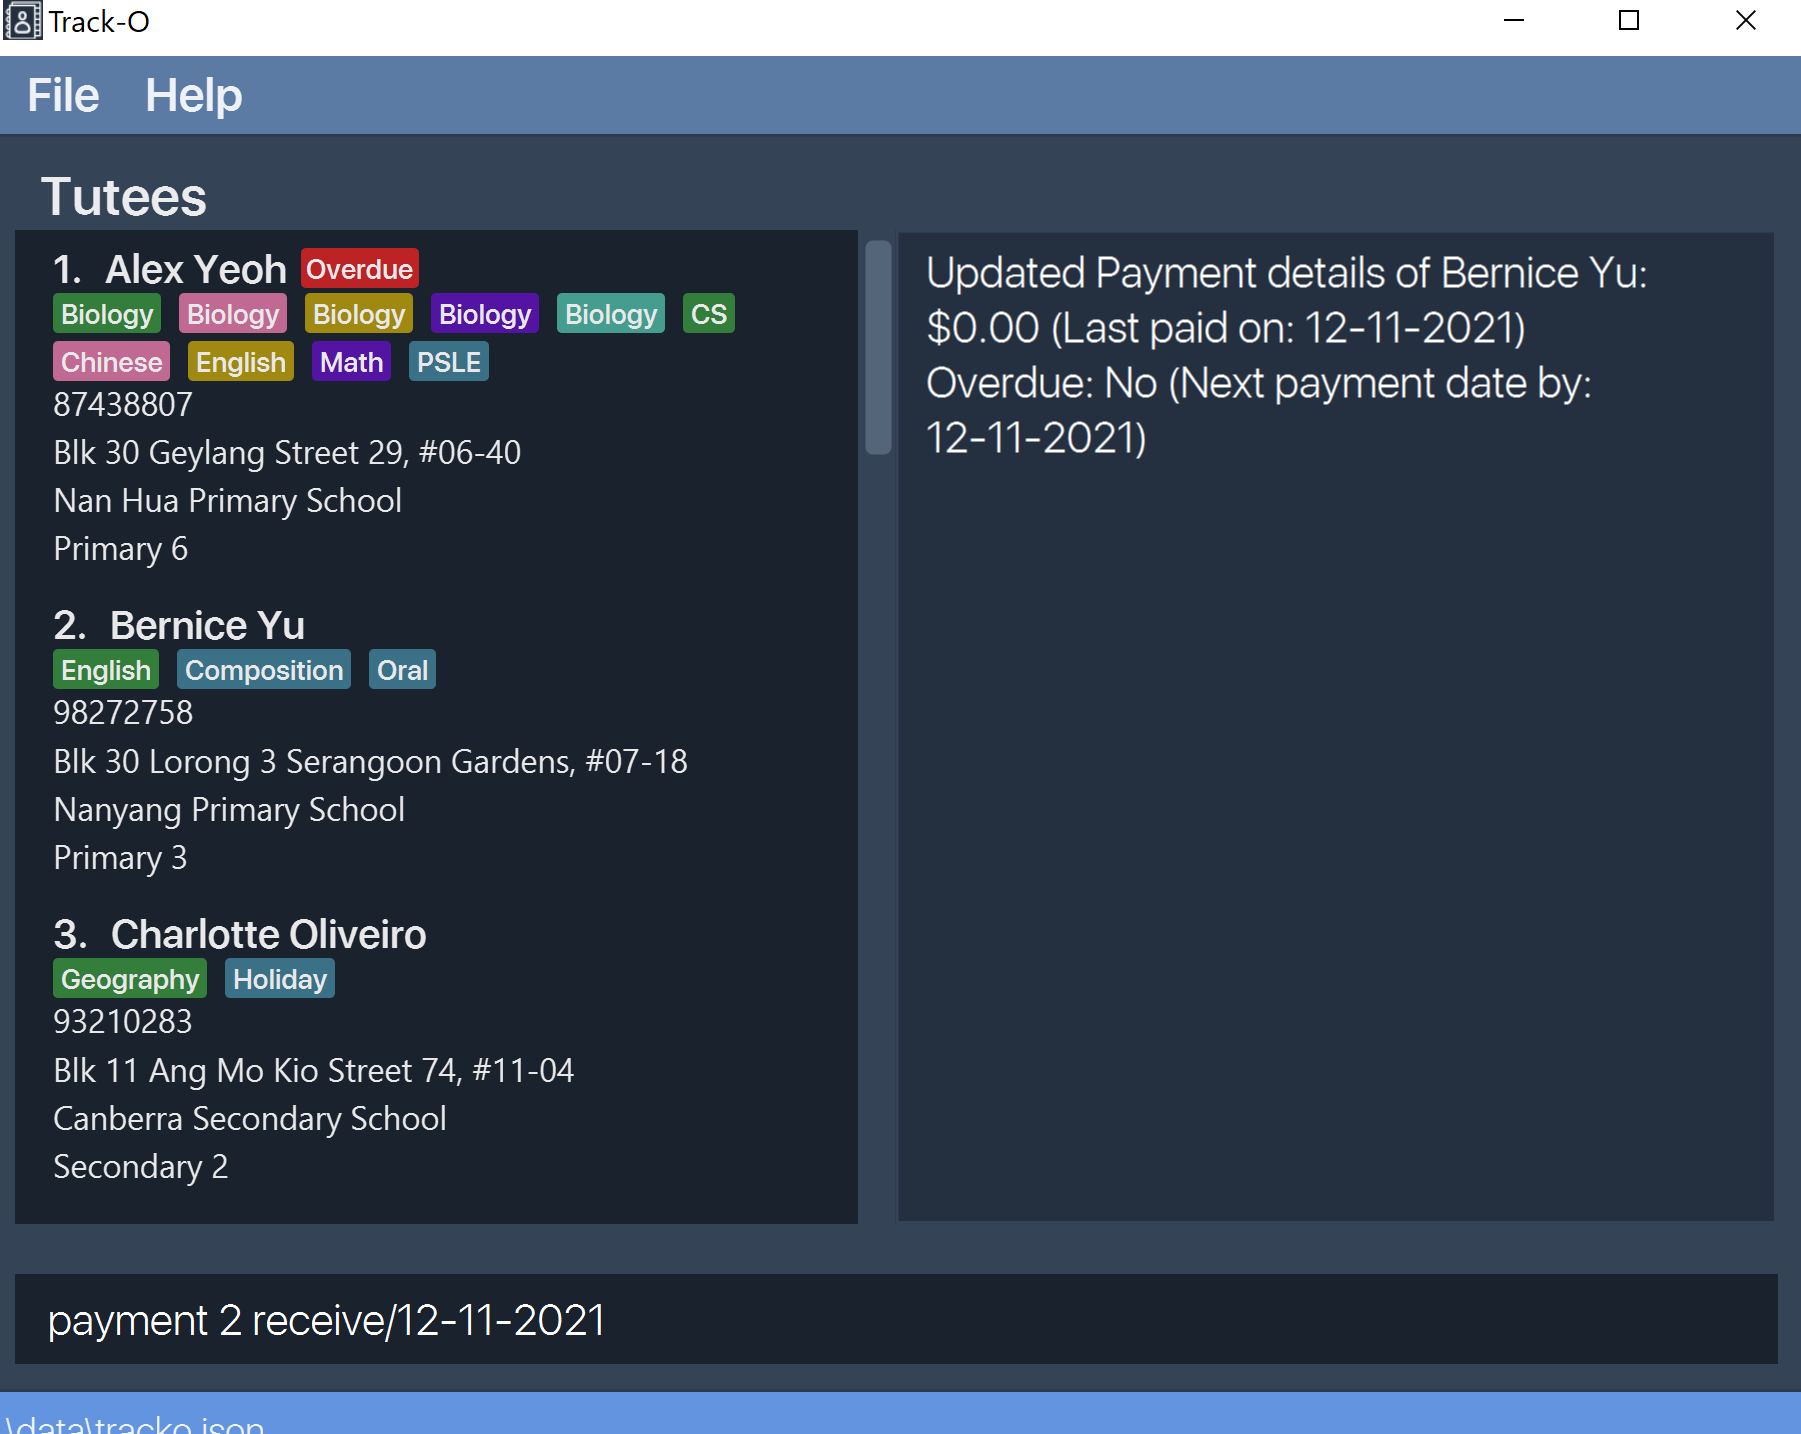 Track-O
File Help
Tutees
1. Alex Yeoh Overdue
Biology Biology Biology Biology Biology CS
Chinese English Math PSLE
87438807
Blk 30 Geylang Street 29, #06-40
Nan Hua Primary School
Primary 6
2. Bernice Yu
English Composition Oral
98272758
Blk 30 Lorong 3 Serangoon Gardens, #07-18
Nanyang Primary School
Primary 3
3. Charlotte Oliveiro
Geography Holiday
93210283
Blk 11 Ang Mo Kio Street 74, #11-04
Canberra Secondary School
Secondary 2
Updated Payment details of Bernice Yu:
$0.00 (Last paid on: 12-11-2021)
Overdue: No (Next payment date by:
12-11-2021)
payment 2 receive/12-11-2021
\data\tracko.json